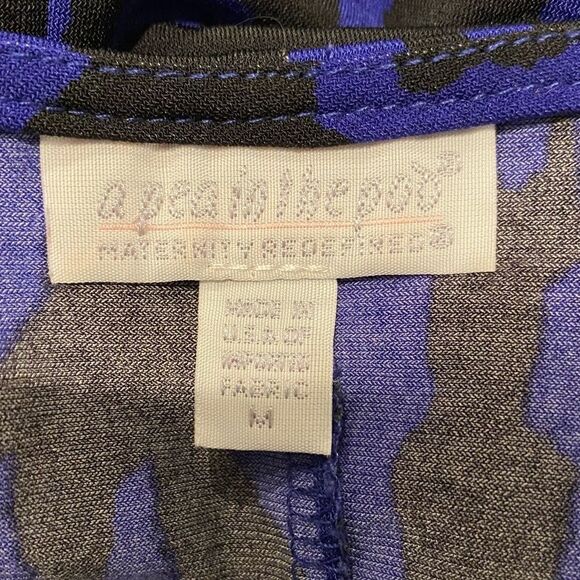 a pea in the pod®
MATERNITY REDEFINED®
MADE IN
U.S.A. OF
IMPORTED
FABRIC
M